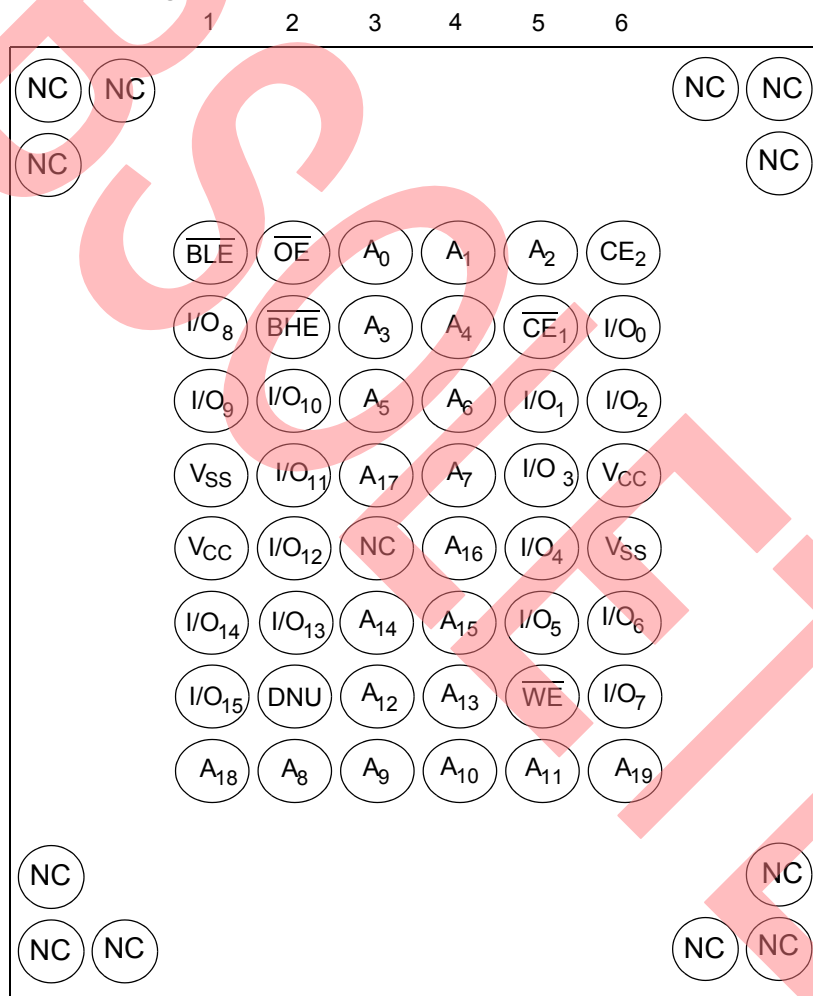 1 2 3 4 5 6
NC NC NC NC
NC NC
BLE OE A0 A1 A2 CE2
I/O8 BHE A3 A4 CE1 I/O0
I/O9 I/O10 A5 A6 I/O1 I/O2
VSS I/O11 A17 A7 I/O 3 VCC
VCC I/O12 NC A16 I/O4 VSS
I/O14 I/O13 A14 A15 I/O5 I/O6
I/O15 DNU A12 A13 WE I/O7
A18 A8 A9 A10 A11 A19
NC NC
NC NC NC NC